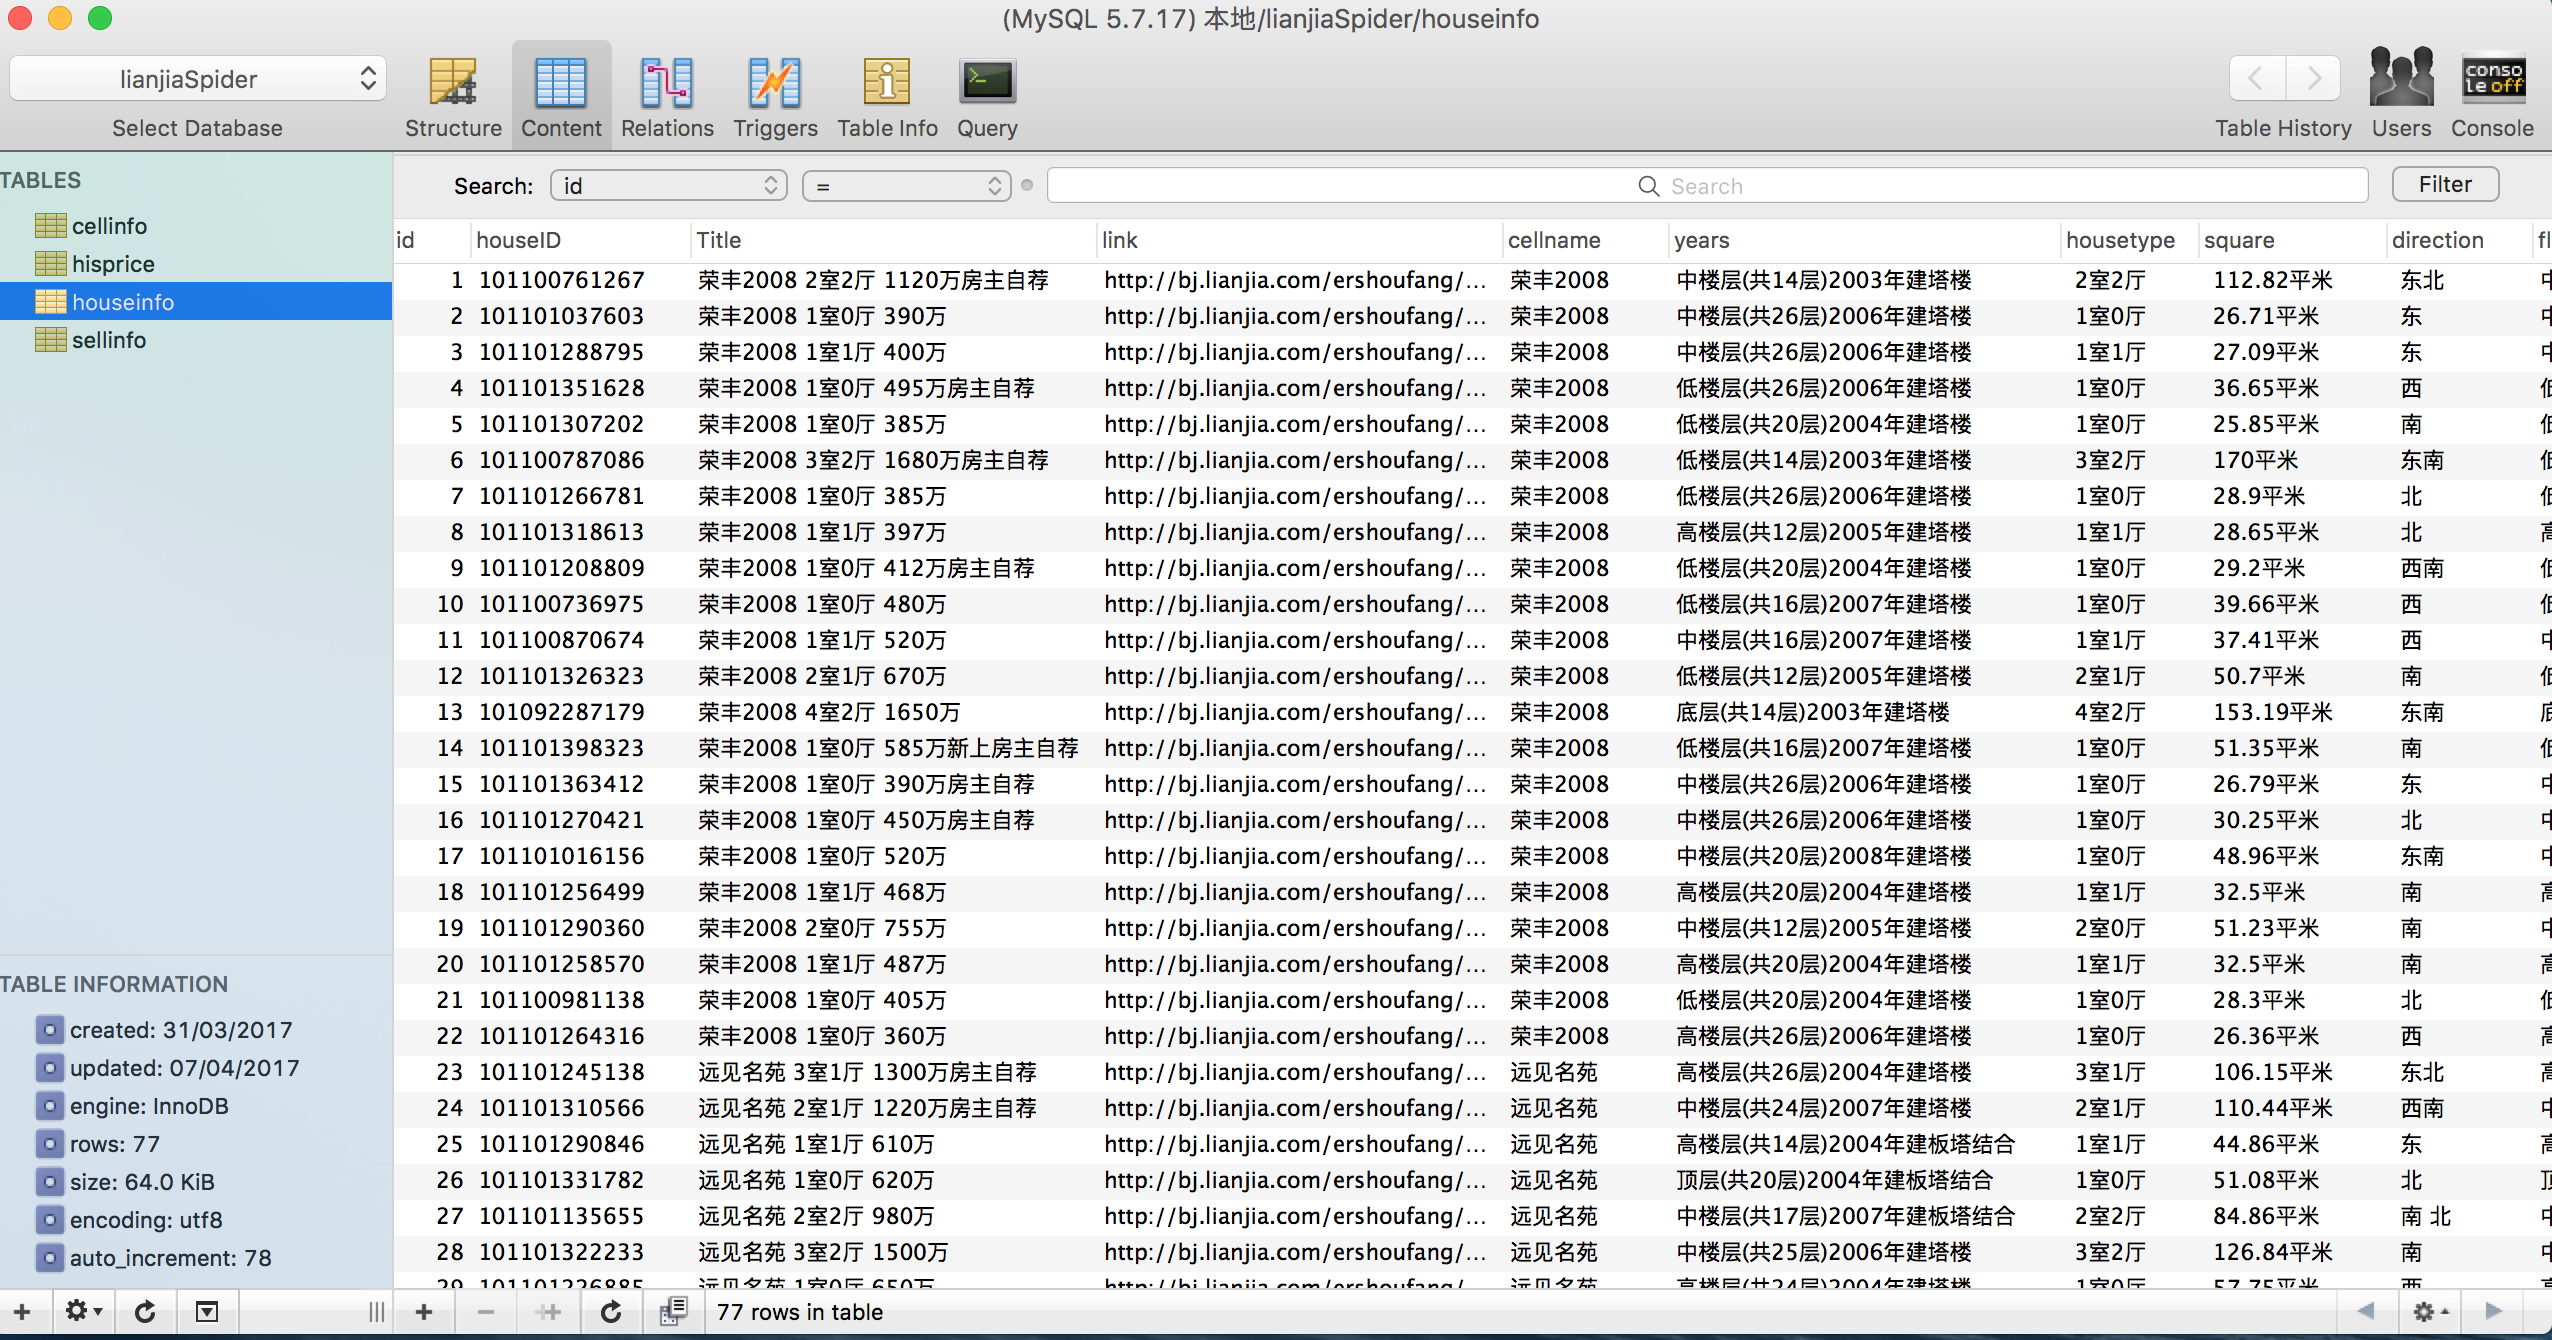 (MySQL 5.7.17) 本地/lianjiaSpider/houseinfo
lianjiaSpider
Select Database Structure Content Relations Triggers Table Info Query Table History Users Console
conso
le off
TABLES
cellinfo
hisprice
houseinfo
sellinfo
Search: id = Search Filter
id houseID Title link cellname years housetype square direction
1 101100761267 荣丰2008 2室2厅 1120万房主自荐 http://bj.lianjia.com/ershoufang/... 荣丰2008 中楼层(共14层)2003年建塔楼 2室2厅 112.82平米 东北
2 101101037603 荣丰2008 1室0厅 390万 http://bj.lianjia.com/ershoufang/... 荣丰2008 中楼层(共26层)2006年建塔楼 1室0厅 26.71平米 东
3 101101288795 荣丰2008 1室1厅 400万 http://bj.lianjia.com/ershoufang/... 荣丰2008 中楼层(共26层)2006年建塔楼 1室1厅 27.09平米 东
4 101101351628 荣丰2008 1室0厅 495万房主自荐 http://bj.lianjia.com/ershoufang/... 荣丰2008 低楼层(共26层)2006年建塔楼 1室0厅 36.65平米 西
5 101101307202 荣丰2008 1室0厅 385万 http://bj.lianjia.com/ershoufang/... 荣丰2008 低楼层(共20层)2004年建塔楼 1室0厅 25.85平米 南
6 101100787086 荣丰2008 3室2厅 1680万房主自荐 http://bj.lianjia.com/ershoufang/... 荣丰2008 低楼层(共14层)2003年建塔楼 3室2厅 170平米 东南
7 101101266781 荣丰2008 1室0厅 385万 http://bj.lianjia.com/ershoufang/... 荣丰2008 低楼层(共26层)2006年建塔楼 1室0厅 28.9平米 北
8 101101318613 荣丰2008 1室1厅 397万 http://bj.lianjia.com/ershoufang/... 荣丰2008 高楼层(共12层)2005年建塔楼 1室1厅 28.65平米 北
9 101101208809 荣丰2008 1室0厅 412万房主自荐 http://bj.lianjia.com/ershoufang/... 荣丰2008 低楼层(共20层)2004年建塔楼 1室0厅 29.2平米 西南
10 101100736975 荣丰2008 1室0厅 480万 http://bj.lianjia.com/ershoufang/... 荣丰2008 低楼层(共16层)2007年建塔楼 1室0厅 39.66平米 西
11 101100870674 荣丰2008 1室1厅 520万 http://bj.lianjia.com/ershoufang/... 荣丰2008 中楼层(共16层)2007年建塔楼 1室1厅 37.41平米 西
12 101101326323 荣丰2008 2室1厅 670万 http://bj.lianjia.com/ershoufang/... 荣丰2008 低楼层(共12层)2005年建塔楼 2室1厅 50.7平米 南
13 101092287179 荣丰2008 4室2厅 1650万 http://bj.lianjia.com/ershoufang/... 荣丰2008 底层(共14层)2003年建塔楼 4室2厅 153.19平米 东南
14 101101398323 荣丰2008 1室0厅 585万新上房主自荐 http://bj.lianjia.com/ershoufang/... 荣丰2008 低楼层(共16层)2007年建塔楼 1室0厅 51.35平米 南
15 101101363412 荣丰2008 1室0厅 390万房主自荐 http://bj.lianjia.com/ershoufang/... 荣丰2008 中楼层(共26层)2006年建塔楼 1室0厅 26.79平米 东
16 101101270421 荣丰2008 1室0厅 450万房主自荐 http://bj.lianjia.com/ershoufang/... 荣丰2008 中楼层(共26层)2006年建塔楼 1室0厅 30.25平米 北
17 101101016156 荣丰2008 1室0厅 520万 http://bj.lianjia.com/ershoufang/... 荣丰2008 中楼层(共20层)2008年建塔楼 1室0厅 48.96平米 东南
18 101101256499 荣丰2008 1室1厅 468万 http://bj.lianjia.com/ershoufang/... 荣丰2008 高楼层(共20层)2004年建塔楼 1室1厅 32.5平米 南
19 101101290360 荣丰2008 2室0厅 755万 http://bj.lianjia.com/ershoufang/... 荣丰2008 中楼层(共12层)2005年建塔楼 2室0厅 51.23平米 南
20 101101258570 荣丰2008 1室1厅 487万 http://bj.lianjia.com/ershoufang/... 荣丰2008 高楼层(共20层)2004年建塔楼 1室1厅 32.5平米 南
21 101100981138 荣丰2008 1室0厅 405万 http://bj.lianjia.com/ershoufang/... 荣丰2008 低楼层(共20层)2004年建塔楼 1室0厅 28.3平米 北
22 101101264316 荣丰2008 1室0厅 360万 http://bj.lianjia.com/ershoufang/... 荣丰2008 高楼层(共26层)2006年建塔楼 1室0厅 26.36平米 西
23 101101245138 远见名苑 3室1厅 1300万房主自荐 http://bj.lianjia.com/ershoufang/... 远见名苑 高楼层(共26层)2004年建塔楼 3室1厅 106.15平米 东北
24 101101310566 远见名苑 2室1厅 1220万房主自荐 http://bj.lianjia.com/ershoufang/... 远见名苑 中楼层(共24层)2007年建塔楼 2室1厅 110.44平米 西南
25 101101290846 远见名苑 1室1厅 610万 http://bj.lianjia.com/ershoufang/... 远见名苑 高楼层(共14层)2004年建板塔结合 1室1厅 44.86平米 东
26 101101331782 远见名苑 1室0厅 620万 http://bj.lianjia.com/ershoufang/... 远见名苑 顶层(共20层)2004年建板塔结合 1室0厅 51.08平米 北
27 101101135655 远见名苑 2室2厅 980万 http://bj.lianjia.com/ershoufang/... 远见名苑 中楼层(共17层)2007年建板塔结合 2室2厅 84.86平米 南 北
28 101101322233 远见名苑 3室2厅 1500万 http://bj.lianjia.com/ershoufang/... 远见名苑 中楼层(共25层)2006年建塔楼 3室2厅 126.84平米 南
29 101101226885 远见名苑 1室0厅 650万 http://bj.lianjia.com/ershoufang/... 远见名苑 高楼层(共24层)2004年建塔楼 1室0厅 57.75平米 西
TABLE INFORMATION
created: 31/03/2017
updated: 07/04/2017
engine: InnoDB
rows: 77
size: 64.0 KiB
encoding: utf8
auto_increment: 78
77 rows in table